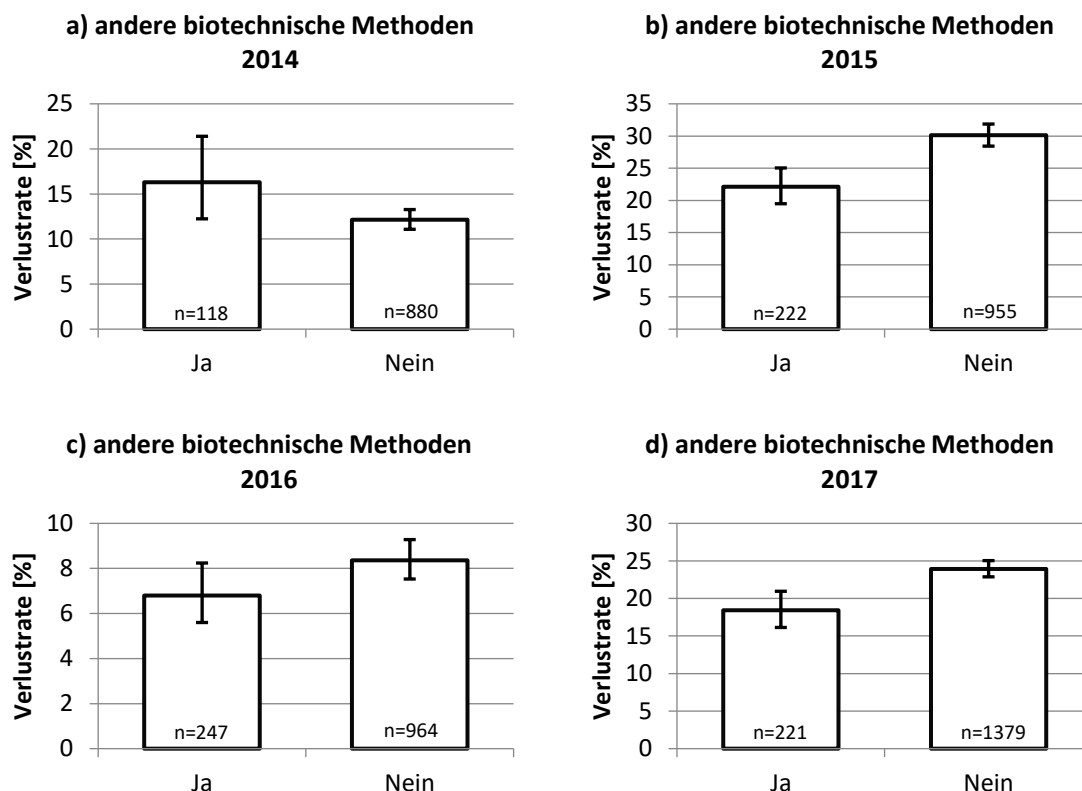 a) andere biotechnische Methoden
2014
Verlustrate [%]
25
20
15
10
5
0
n=118
n=880
Ja
Nein
b) andere biotechnische Methoden
2015
Verlustrate [%]
35
30
25
20
15
10
5
0
n=222
n=955
Ja
Nein
c) andere biotechnische Methoden
2016
Verlustrate [%]
10
8
6
4
2
0
n=247
n=964
Ja
Nein
d) andere biotechnische Methoden
2017
Verlustrate [%]
30
25
20
15
10
5
0
n=221
n=1379
Ja
Nein